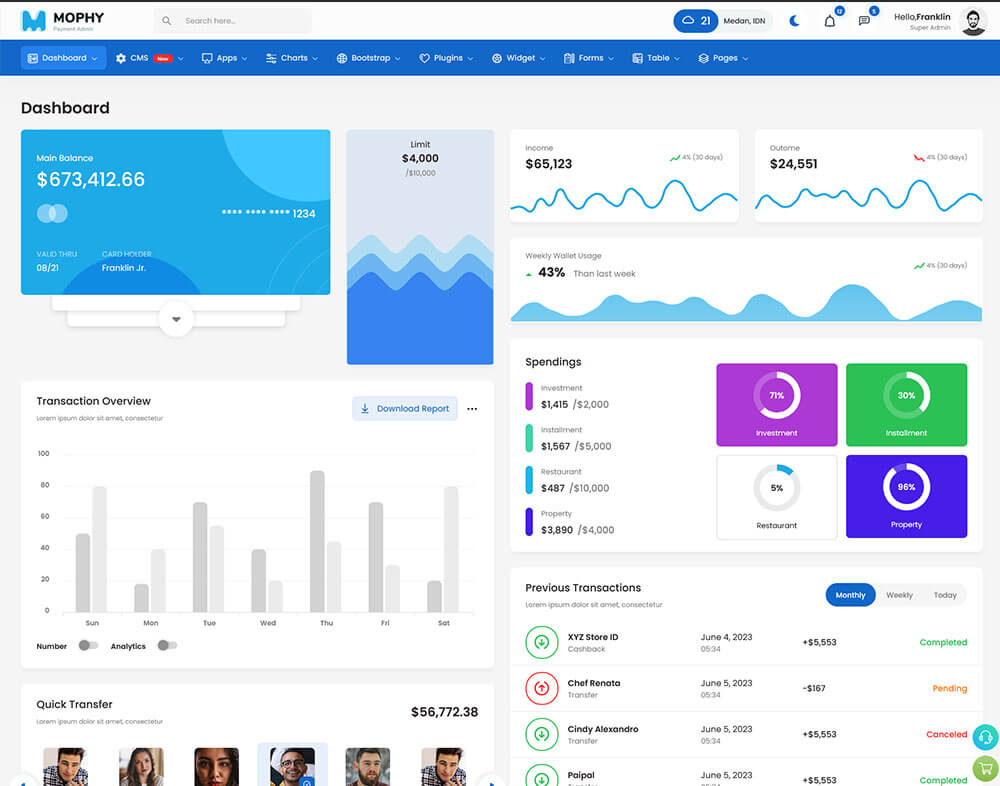 MOPHY
Payment Admin
Search here...
21 Medan, IDN
12
5
Hello,Franklin
Super Admin
Dashboard CMS New Apps Charts Bootstrap Plugins Widget Forms Table Pages
Dashboard
Main Balance
$673,412.66
•••• •••• •••• 1234
VALID THRU CARD HOLDER
08/21 Franklin Jr.
Limit
$4,000
/$10,000
Income
$65,123
4% (30 days)
Outome
$24,551
4% (30 days)
Weekly Wallet Usage
43% Than last week
4% (30 days)
Transaction Overview
Lorem ipsum dolor sit amet, consectetur
Download Report
100
80
60
40
20
0
Sun Mon Tue Wed Thu Fri Sat
Number Analytics
Spendings
Investment
$1,415 /$2,000
Installment
$1,567 /$5,000
Restaurant
$487 /$10,000
Property
$3,890 /$4,000
71%
Investment
30%
Installment
5%
Restaurant
96%
Property
Quick Transfer
Lorem ipsum dolor sit amet, consectetur
$56,772.38
Previous Transactions
Lorem ipsum dolor sit amet, consectetur
Monthly Weekly Today
XYZ Store ID June 4, 2023 +$5,553 Completed
Cashback 05:34
Chef Renata June 5, 2023 -$167 Pending
Transfer 05:34
Cindy Alexandro June 5, 2023 +$5,553 Canceled
Transfer 05:34
Paipal June 5, 2023 +$5,553 Completed